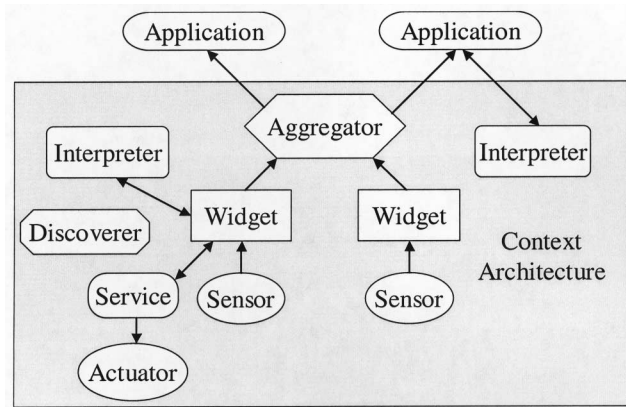 Application
Application
Aggregator
Interpreter
Interpreter
Widget
Widget
Discoverer
Context
Architecture
Service
Sensor
Sensor
Actuator